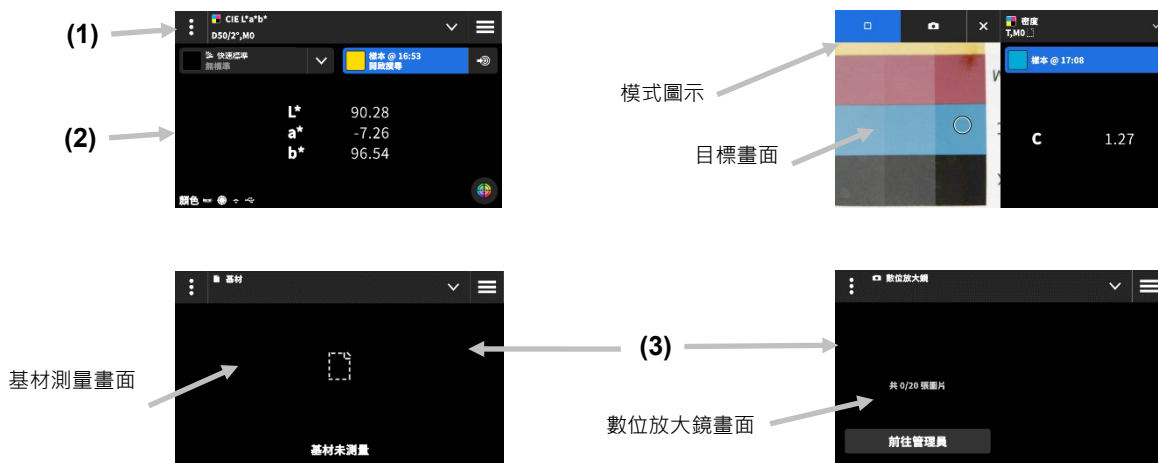 (1)
CIE L*a*b*
D50/2°,M0
快速標準
無標準
樣本 @ 16:53
開啟搜尋
(2)
L* 90.28
a* -7.26
b* 96.54
顏色
模式圖示
目標畫面
密度
T,M0
樣本 @ 17:08
C 1.27
基材
基材測量畫面
基材未測量
(3)
數位放大鏡
共 0/20 張圖片
數位放大鏡畫面
前往管理員